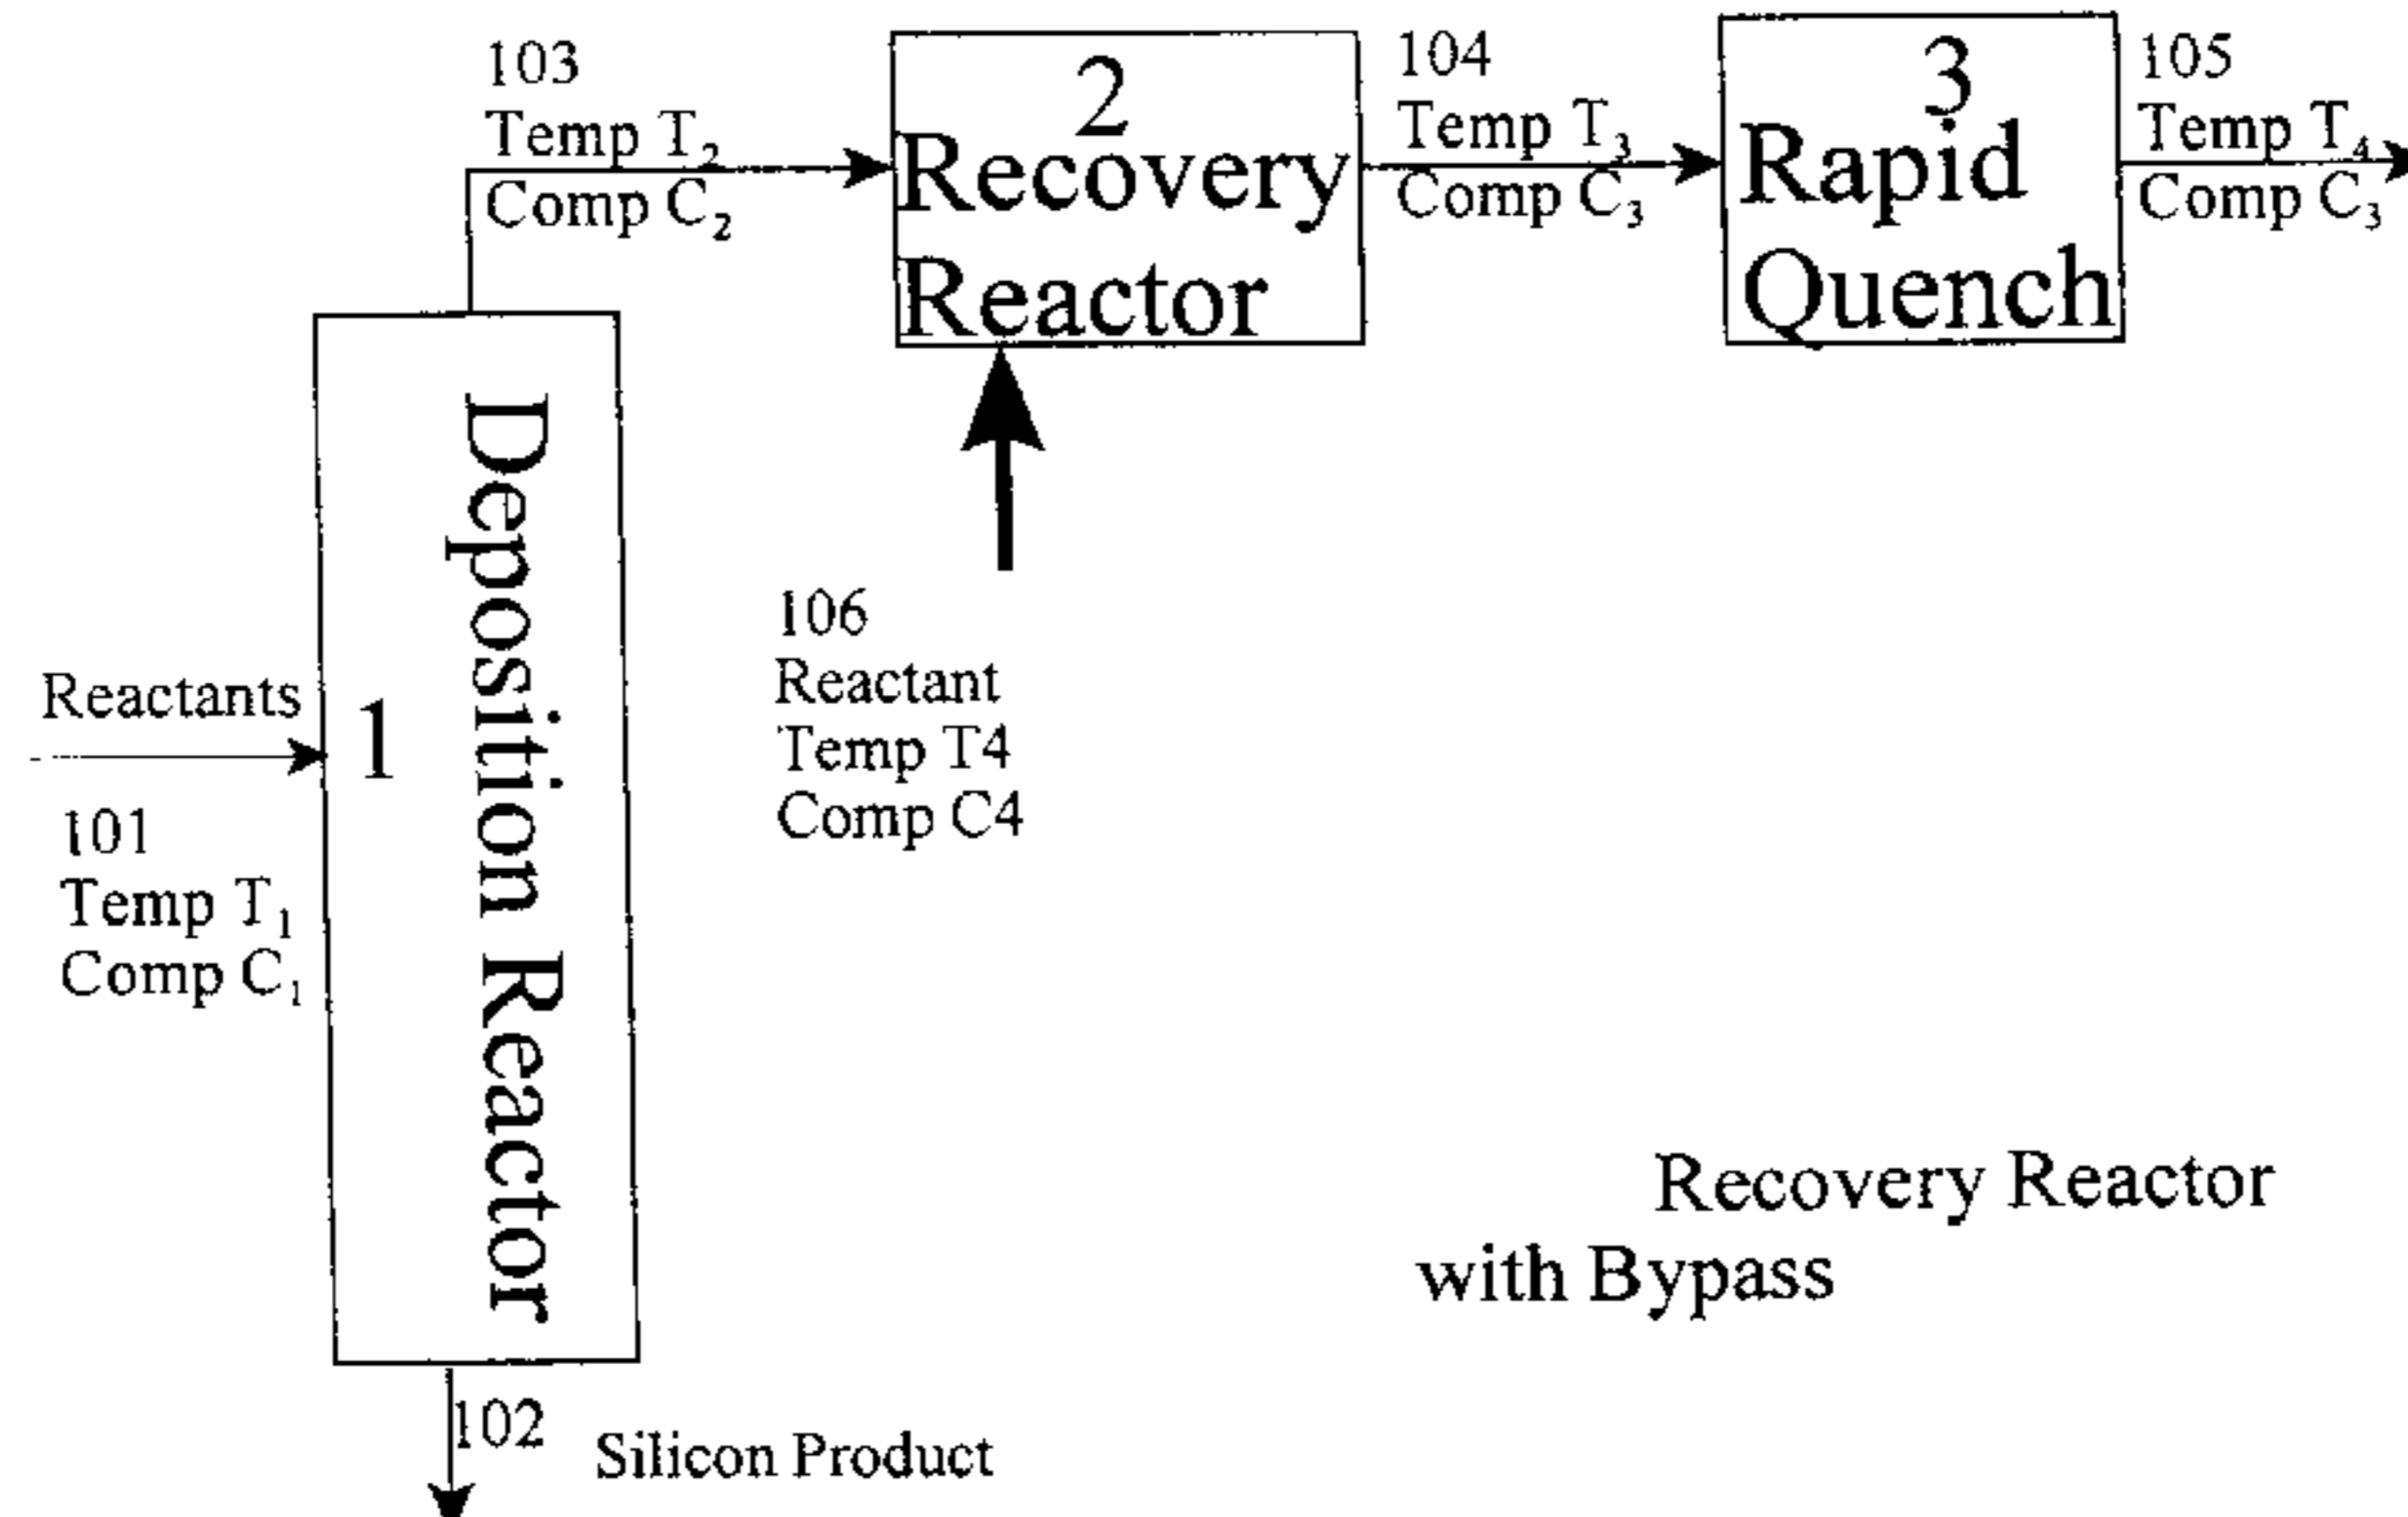 103
Temp T₂
Comp C₂
2
Recovery
Reactor
104
Temp T₃
Comp C₃
3
Rapid
Quench
105
Temp T₄
Comp C₃
Reactants
101
Temp T₁
Comp C₁
1
Deposition Reactor
106
Reactant
Temp T4
Comp C4
102
Silicon Product
Recovery Reactor
with Bypass